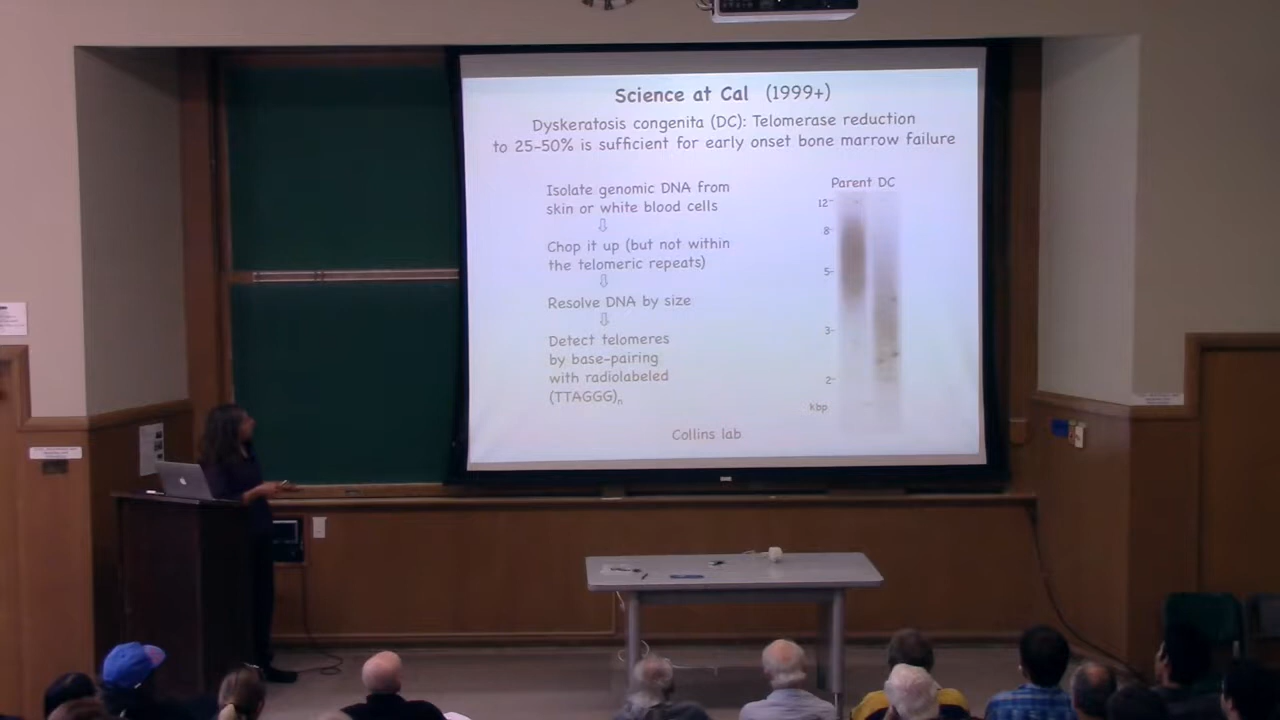 Science at Cal (1999+)
Dyskeratosis congenita (DC): Telomerase reduction
to 25-50% is sufficient for early onset bone marrow failure
Isolate genomic DNA from
skin or white blood cells
⇩
Chop it up (but not within
the telomeric repeats)
⇩
Resolve DNA by size
⇩
Detect telomeres
by base-pairing
with radiolabeled
(TTAGGG)n
Parent DC
12-
8-
5-
3-
2-
kbp
Collins lab